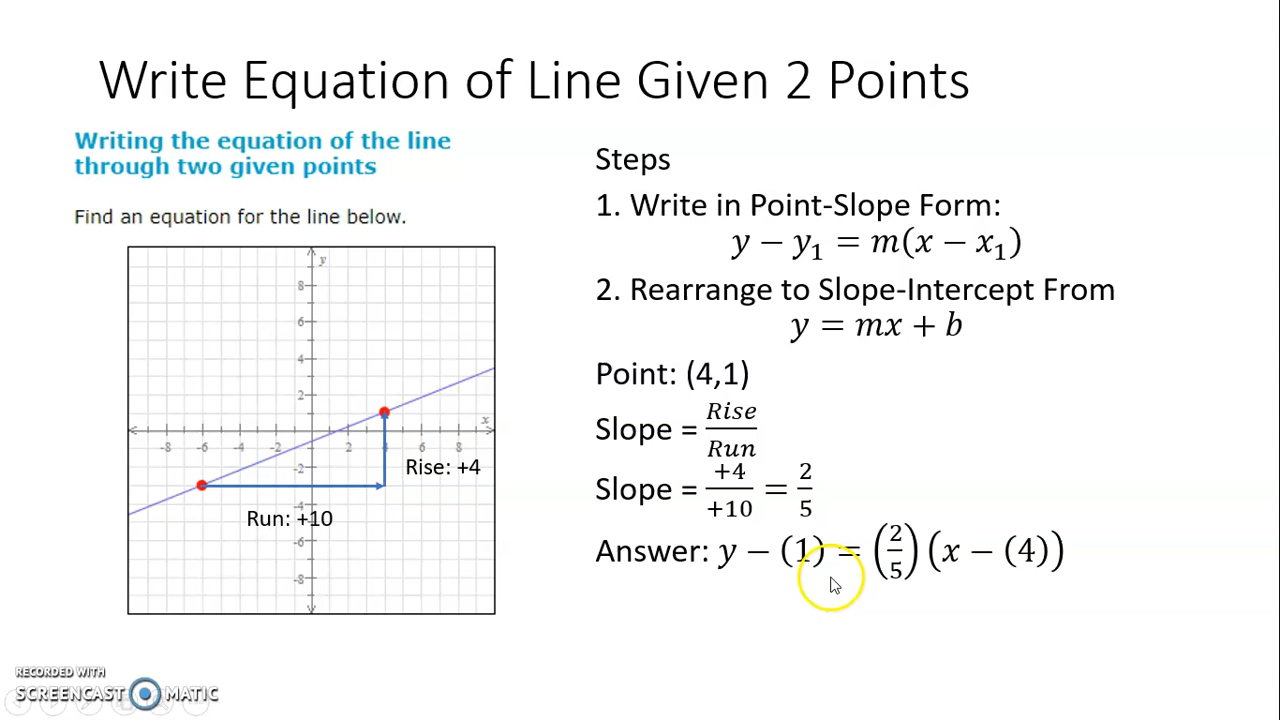 Write Equation of Line Given 2 Points
Writing the equation of the line
through two given points
Find an equation for the line below.
y
8
6
4
2
x
-8 -6 -4 -2 2 4 6 8
-2
-4
-6
-8
Rise: +4
Run: +10
Steps
1. Write in Point-Slope Form:
y − y₁ = m(x − x₁)
2. Rearrange to Slope-Intercept From
y = mx + b
Point: (4,1)
Slope = Rise/Run
Slope = +4/+10 = 2/5
Answer: y − (1) = (2/5)(x − (4))
RECORDED WITH
SCREENCAST MATIC